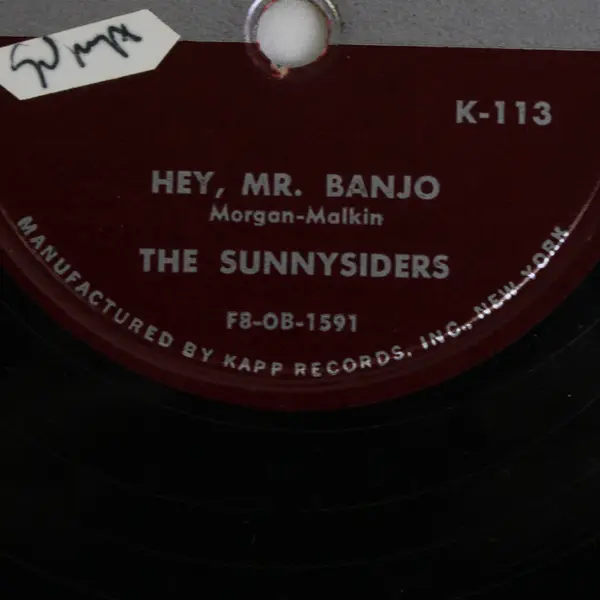 K-113
HEY, MR. BANJO
Morgan-Malkin
THE SUNNYSIDERS
F8-OB-1591
MANUFACTURED BY KAPP RECORDS, INC., NEW YORK